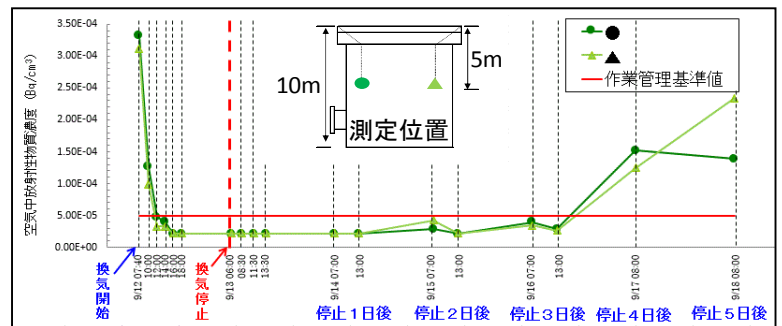 空気中放射性物質濃度 (Bq/cm³)
3.50E-04
3.00E-04
2.50E-04
2.00E-04
1.50E-04
1.00E-04
5.00E-05
0.00E+00
10m
5m
測定位置
●
▲
作業管理基準値
9/12 07:40
10:00
12:00
14:00
16:00
18:00
9/13 06:00
08:30
11:30
13:30
9/14 07:00
13:00
9/15 07:00
13:00
9/16 07:00
13:00
9/17 08:00
9/18 08:00
換気開始
換気停止
停止1日後
停止2日後
停止3日後
停止4日後
停止5日後